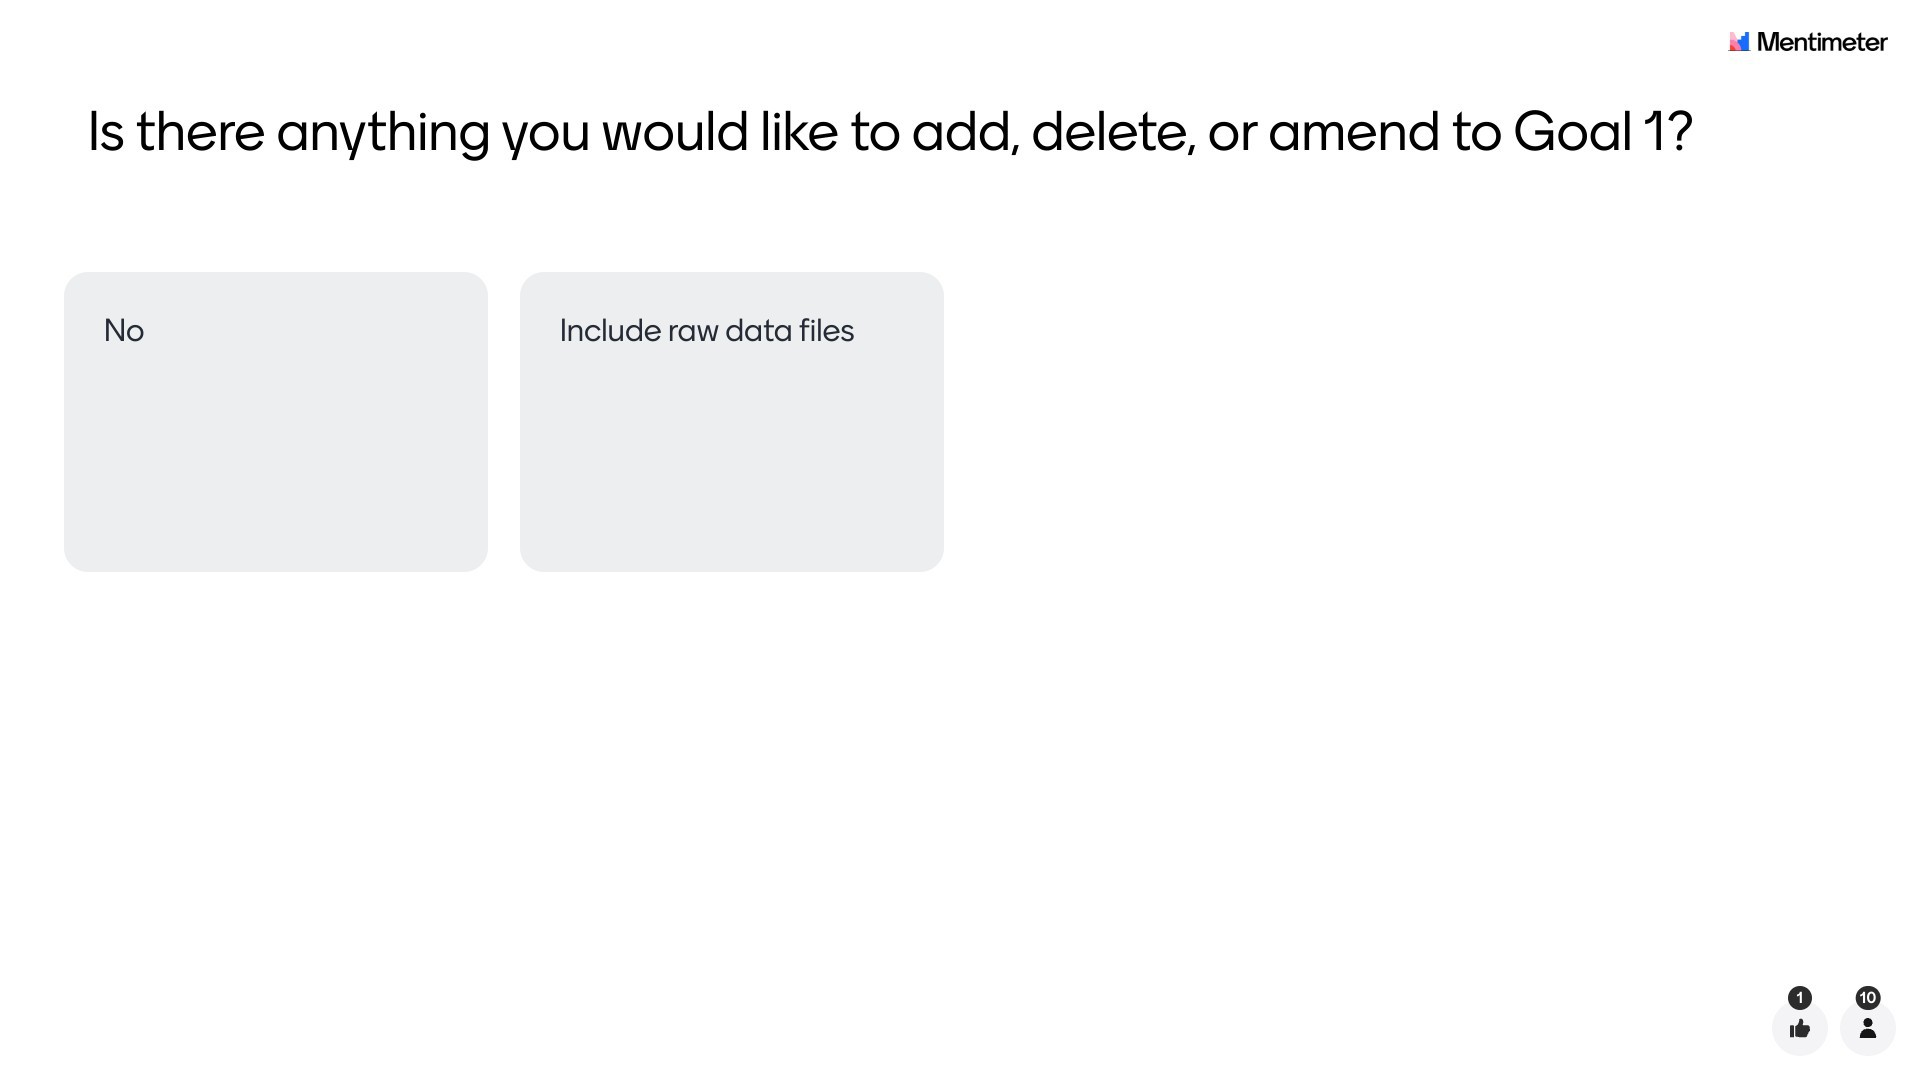 Mentimeter
Is there anything you would like to add, delete, or amend to Goal 1?
No
Include raw data files
1
10